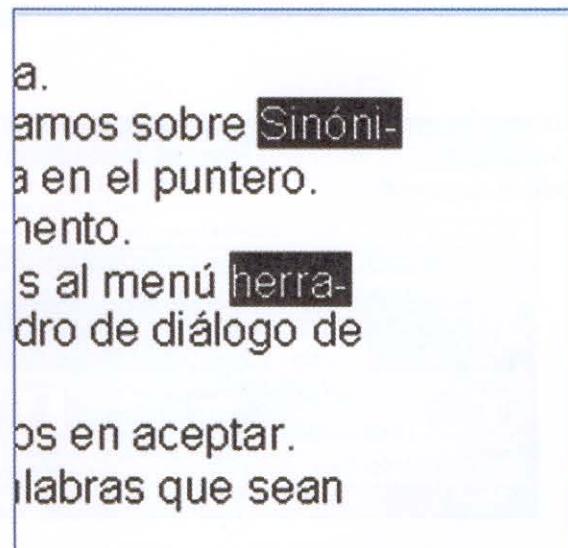 a.
amos sobre Sinóni-
a en el puntero.
nento.
s al menú herra-
dro de diálogo de
os en aceptar.
labras que sean